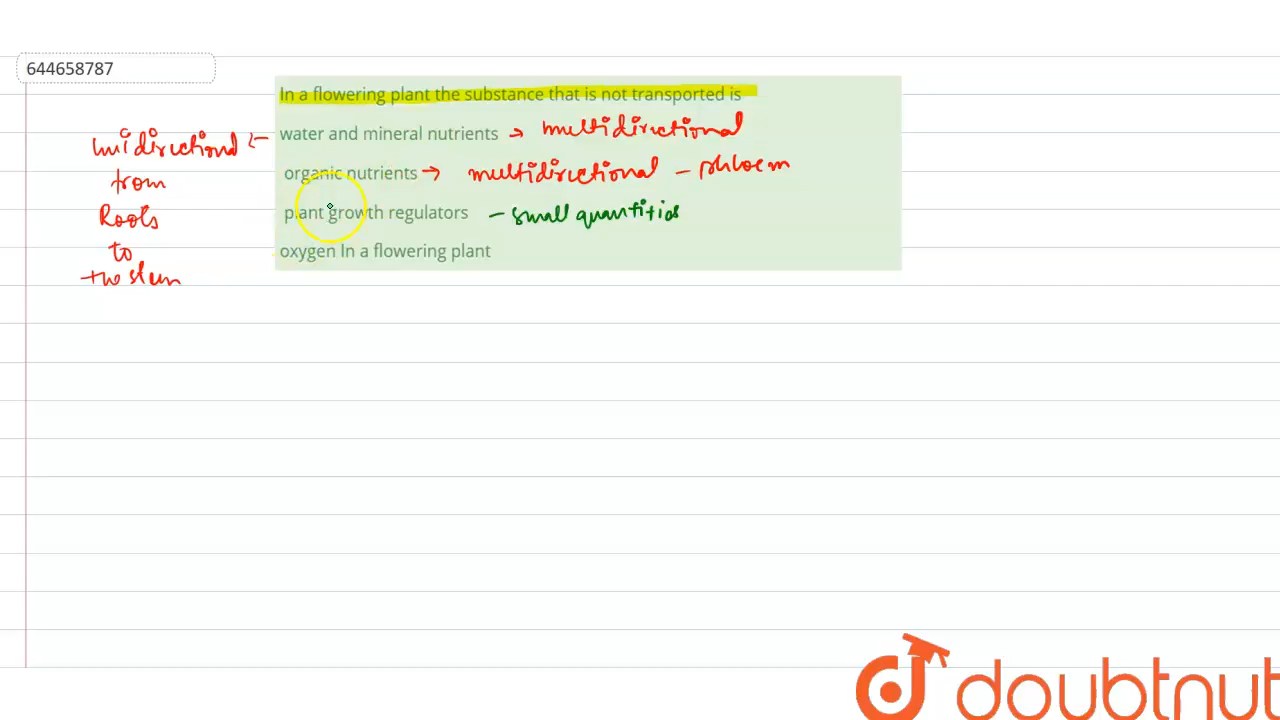 644658787
In a flowering plant the substance that is not transported is
water and mineral nutrients → multidirectional
organic nutrients → multidirectional - phloem
plant growth regulators - small quantities
oxygen In a flowering plant
unidirectional
from
Roots
to
the stem
doubtnut